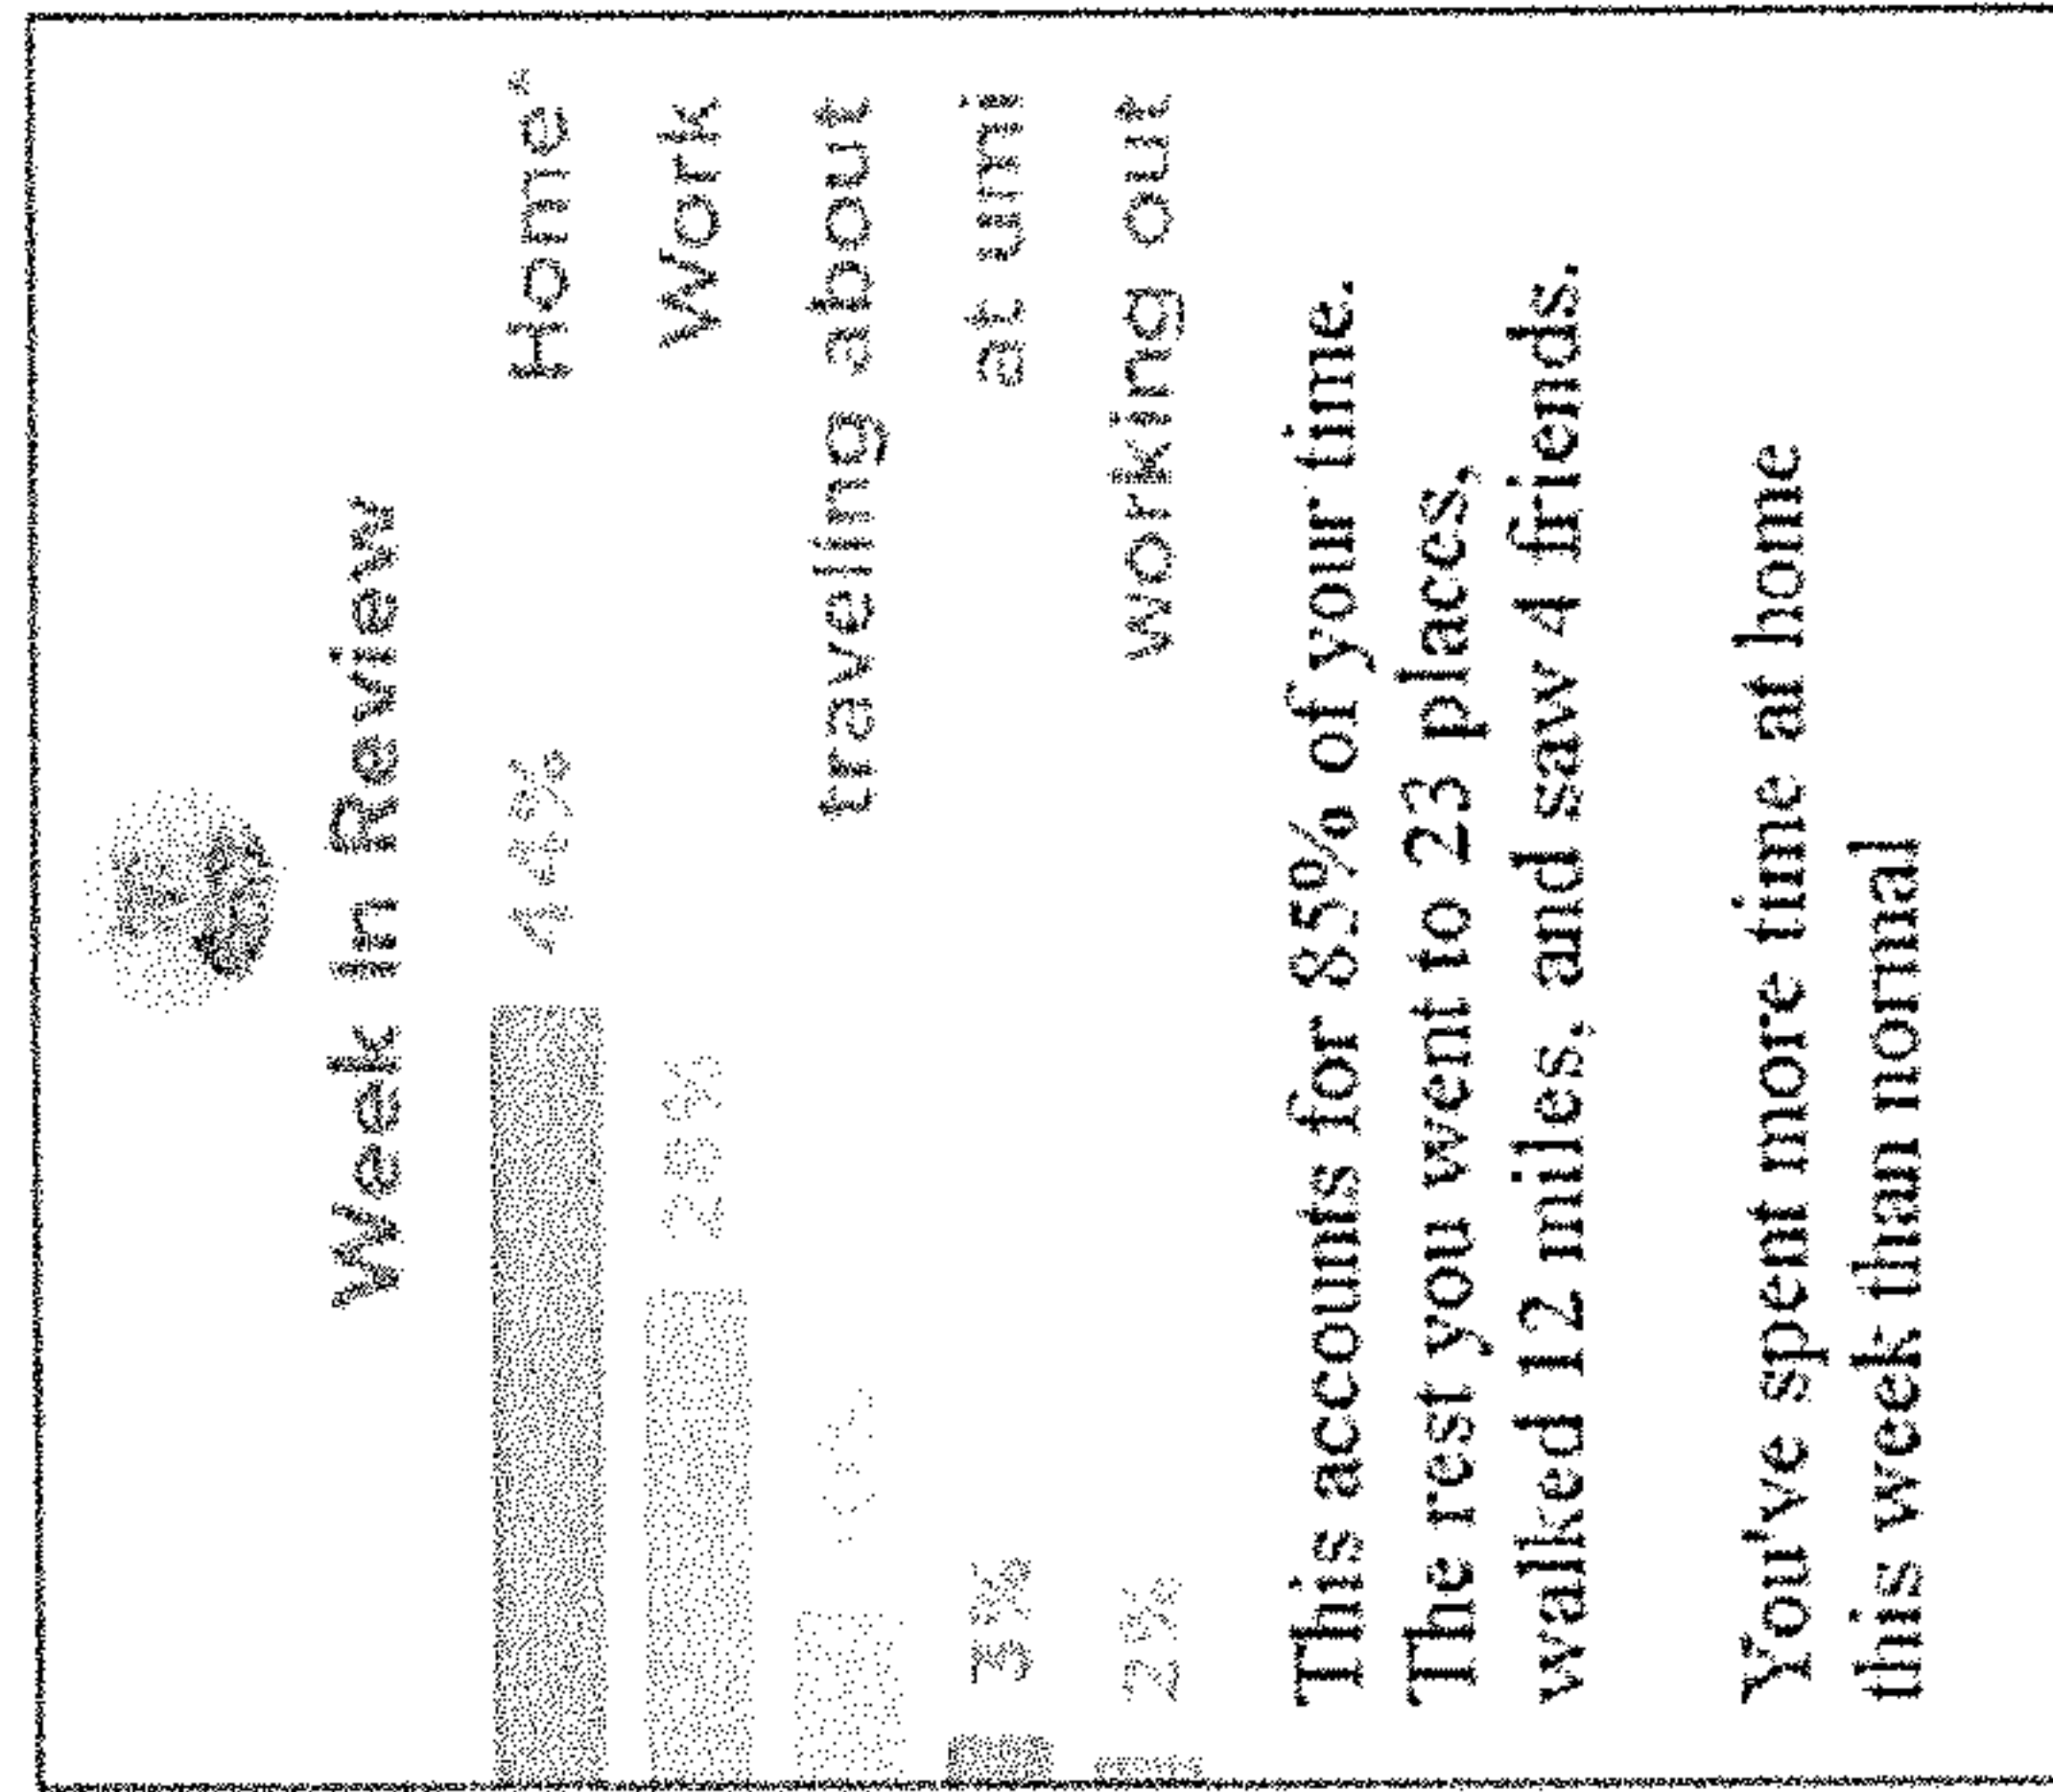 Week In Review
44% Home*
28% Work
traveling about
3% at umi
2% working out
This accounts for 85% of your time.
The rest you went to 23 places,
walked 12 miles, and saw 4 friends.
You've spent more time at home
this week than normal